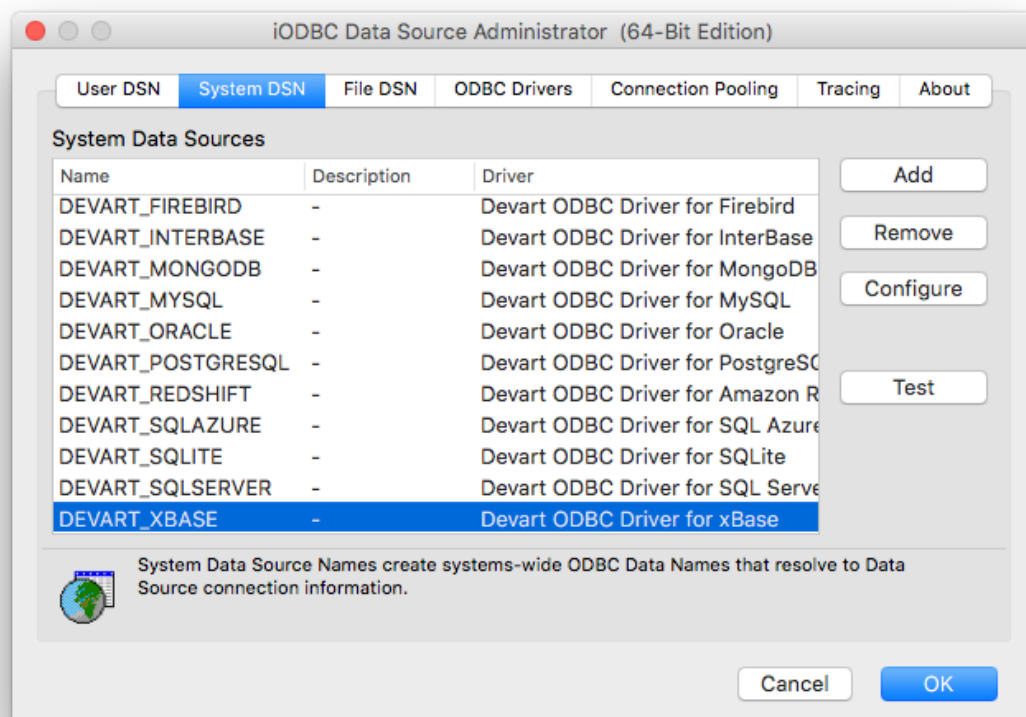 iODBC Data Source Administrator (64-Bit Edition)
User DSN System DSN File DSN ODBC Drivers Connection Pooling Tracing About
System Data Sources
Name Description Driver
DEVART_FIREBIRD - Devart ODBC Driver for Firebird
DEVART_INTERBASE - Devart ODBC Driver for InterBase
DEVART_MONGODB - Devart ODBC Driver for MongoDB
DEVART_MYSQL - Devart ODBC Driver for MySQL
DEVART_ORACLE - Devart ODBC Driver for Oracle
DEVART_POSTGRESQL - Devart ODBC Driver for PostgreSQ
DEVART_REDSHIFT - Devart ODBC Driver for Amazon R
DEVART_SQLAZURE - Devart ODBC Driver for SQL Azure
DEVART_SQLITE - Devart ODBC Driver for SQLite
DEVART_SQLSERVER - Devart ODBC Driver for SQL Serve
DEVART_XBASE - Devart ODBC Driver for xBase
Add
Remove
Configure
Test
System Data Source Names create systems-wide ODBC Data Names that resolve to Data
Source connection information.
Cancel OK